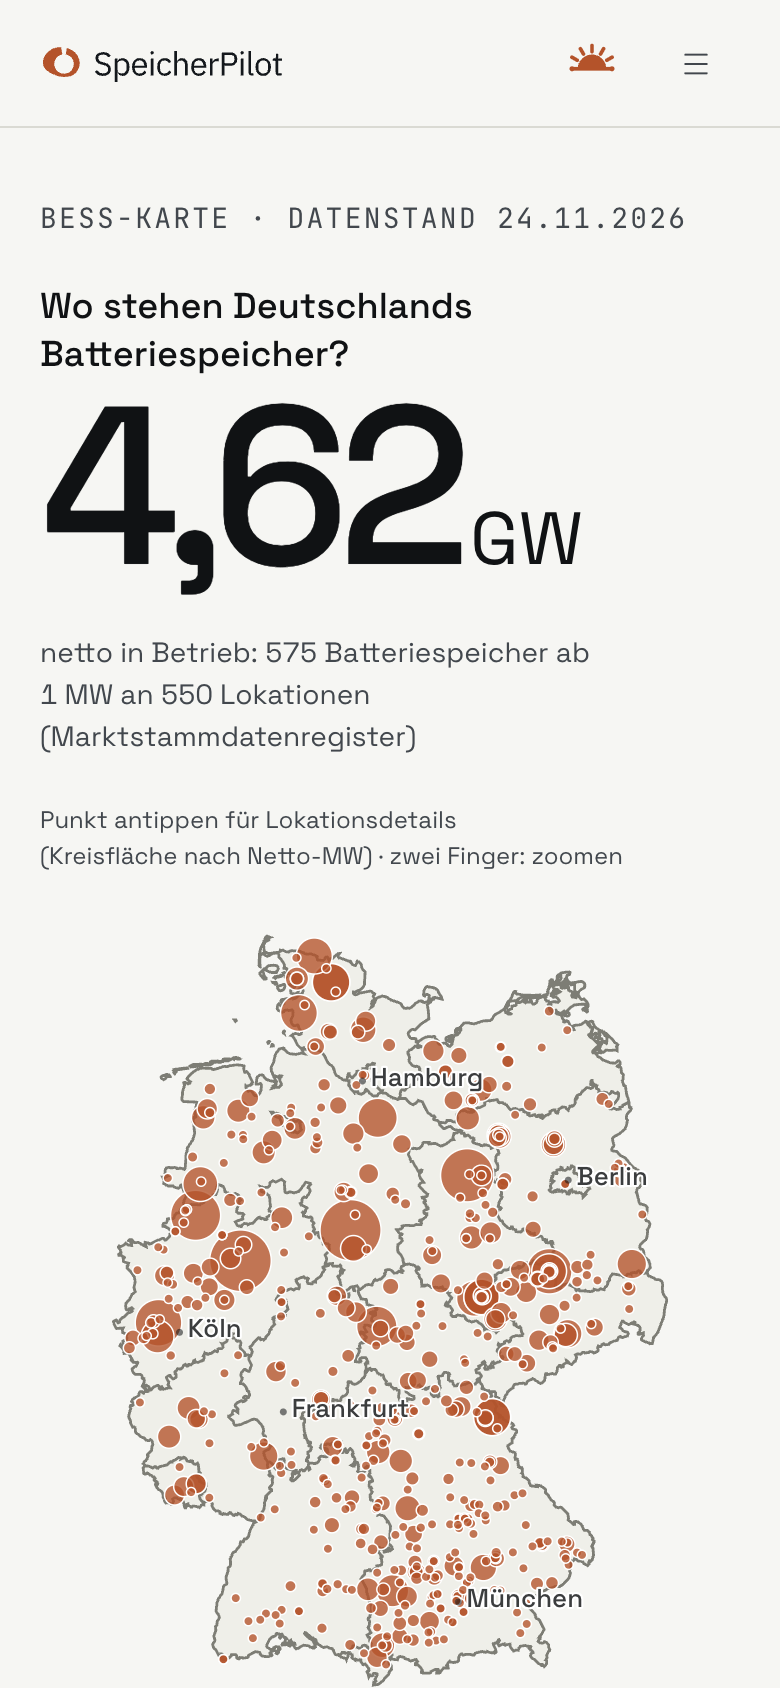 SpeicherPilot
BESS-KARTE · DATENSTAND 24.11.2026
Wo stehen Deutschlands
Batteriespeicher?
4,62 GW
netto in Betrieb: 575 Batteriespeicher ab
1 MW an 550 Lokationen
(Marktstammdatenregister)
Punkt antippen für Lokationsdetails
(Kreisfläche nach Netto-MW) · zwei Finger: zoomen
Hamburg
Berlin
Köln
Frankfurt
München